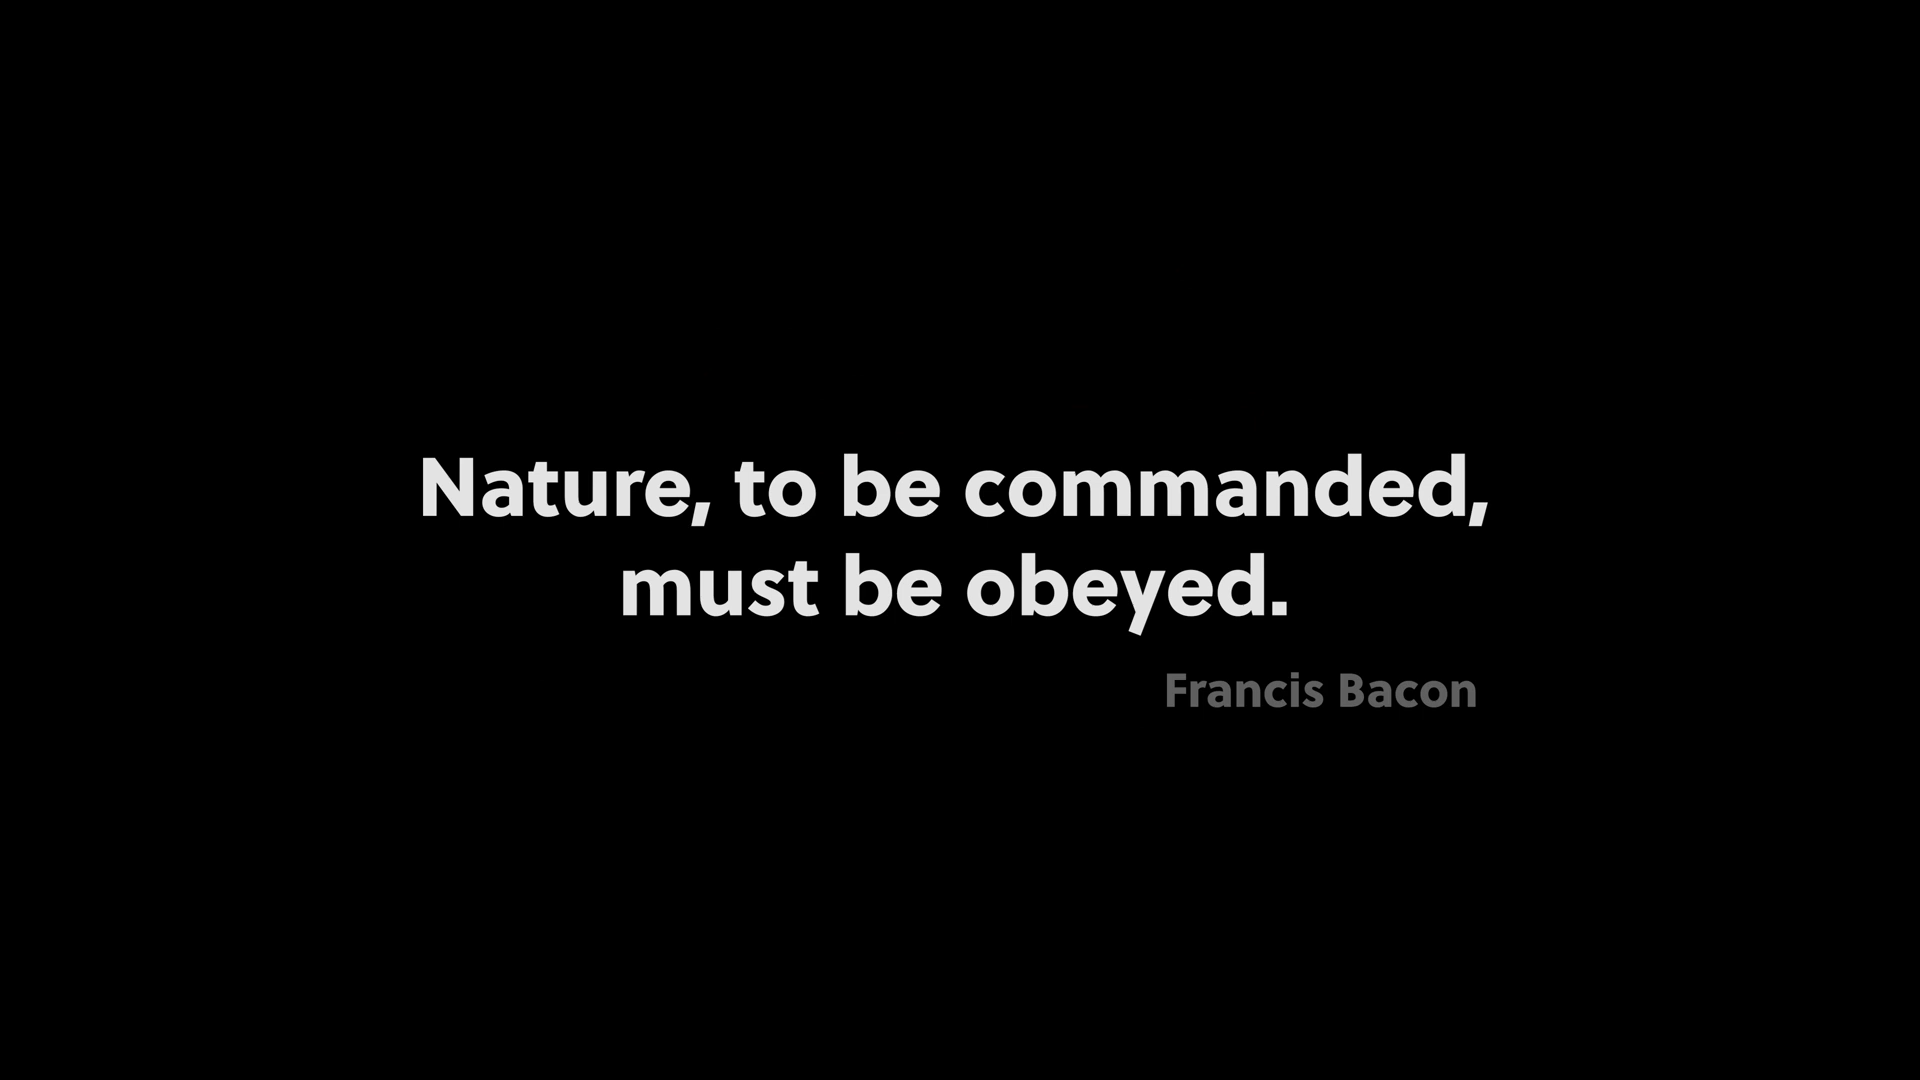 Nature, to be commanded,
must be obeyed.
Francis Bacon